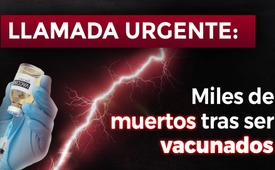 LLAMADA URGENTE:
Miles de
muertos tras ser
vacunados